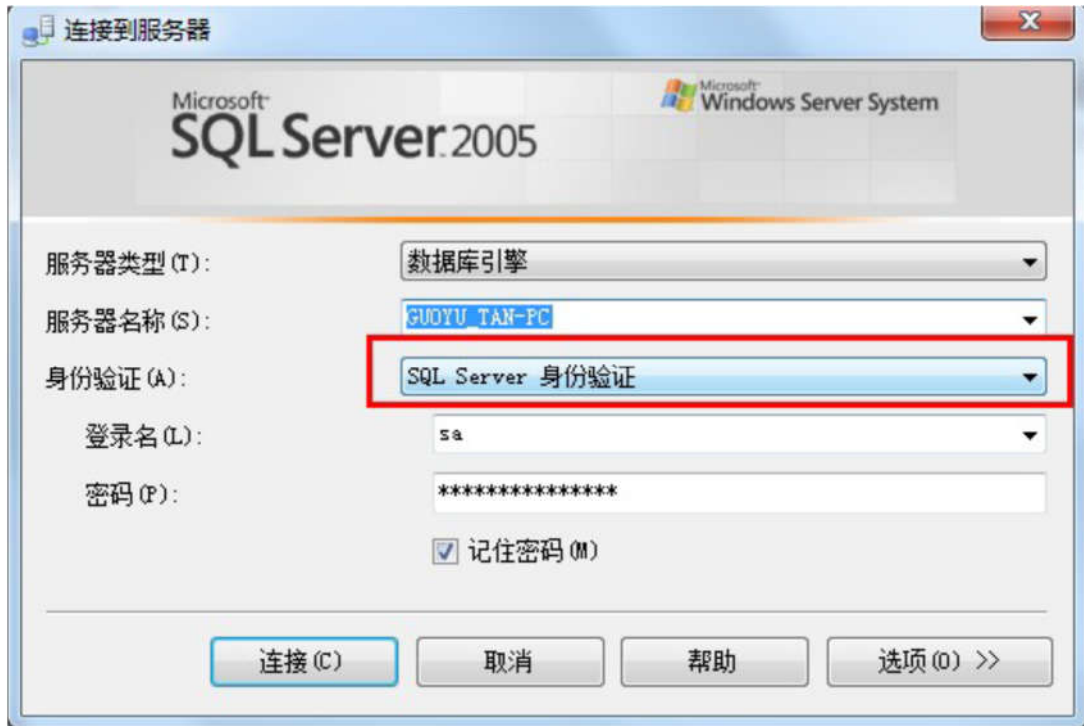 连接到服务器
Microsoft
SQL Server 2005
Microsoft
Windows Server System
服务器类型(T):
数据库引擎
服务器名称(S):
GUOYU_TAN-PC
身份验证(A):
SQL Server 身份验证
登录名(L):
sa
密码(P):
***************
记住密码(M)
连接(C)
取消
帮助
选项(O) >>